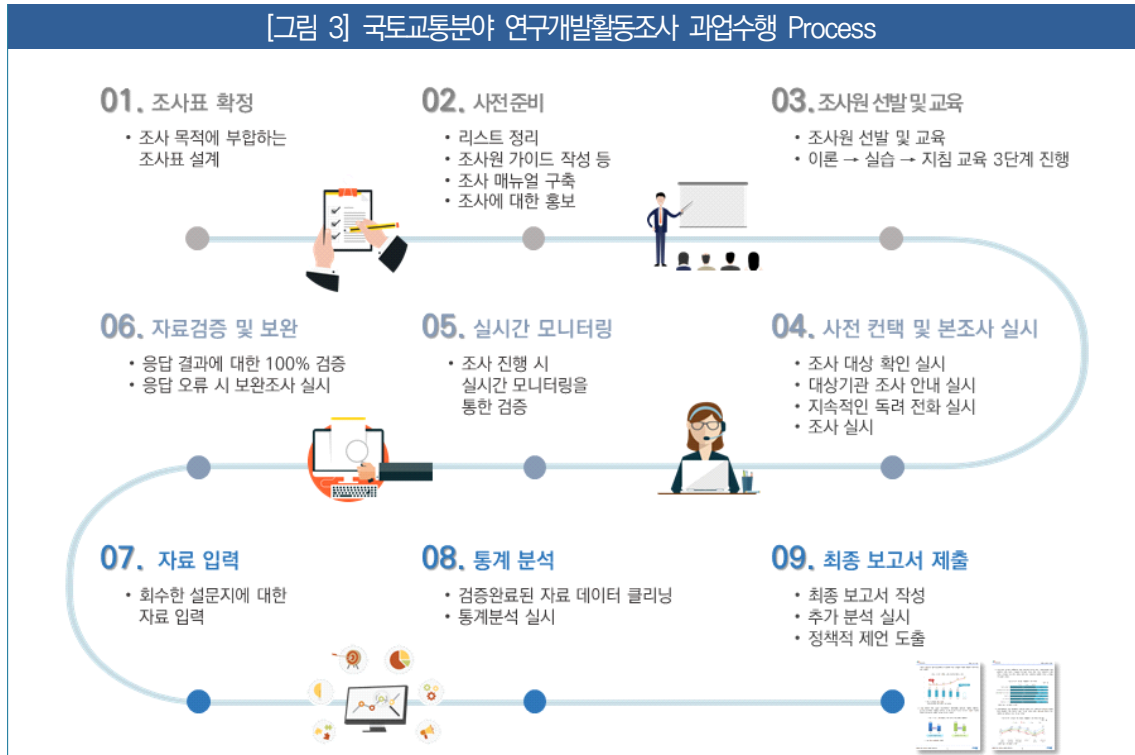 [그림 3] 국토교통분야 연구개발활동조사 과업수행 Process
01. 조사표 확정
• 조사 목적에 부합하는
조사표 설계
02. 사전준비
• 리스트 정리
• 조사원 가이드 작성 등
• 조사 매뉴얼 구축
• 조사에 대한 홍보
03. 조사원 선발 및 교육
• 조사원 선발 및 교육
• 이론 → 실습 → 지침 교육 3단계 진행
04. 사전 컨택 및 본조사 실시
• 조사 대상 확인 실시
• 대상기관 조사 안내 실시
• 지속적인 독려 전화 실시
• 조사 실시
05. 실시간 모니터링
• 조사 진행 시
실시간 모니터링을
통한 검증
06. 자료검증 및 보완
• 응답 결과에 대한 100% 검증
• 응답 오류 시 보완조사 실시
07. 자료 입력
• 회수한 설문지에 대한
자료 입력
08. 통계 분석
• 검증완료된 자료 데이터 클리닝
• 통계분석 실시
09. 최종 보고서 제출
• 최종 보고서 작성
• 추가 분석 실시
• 정책적 제언 도출